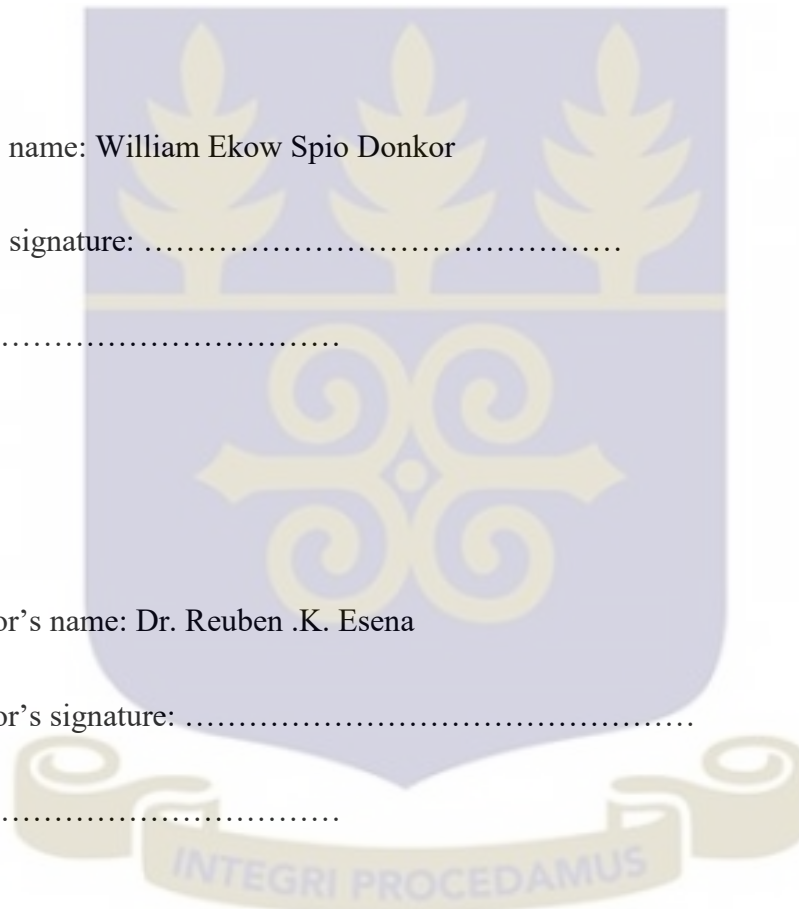 name: William Ekow Spio Donkor
signature: …………………………………………
……………………………
or’s name: Dr. Reuben .K. Esena
or’s signature: ……………………………………………
……………………………
INTEGRI PROCEDAMUS